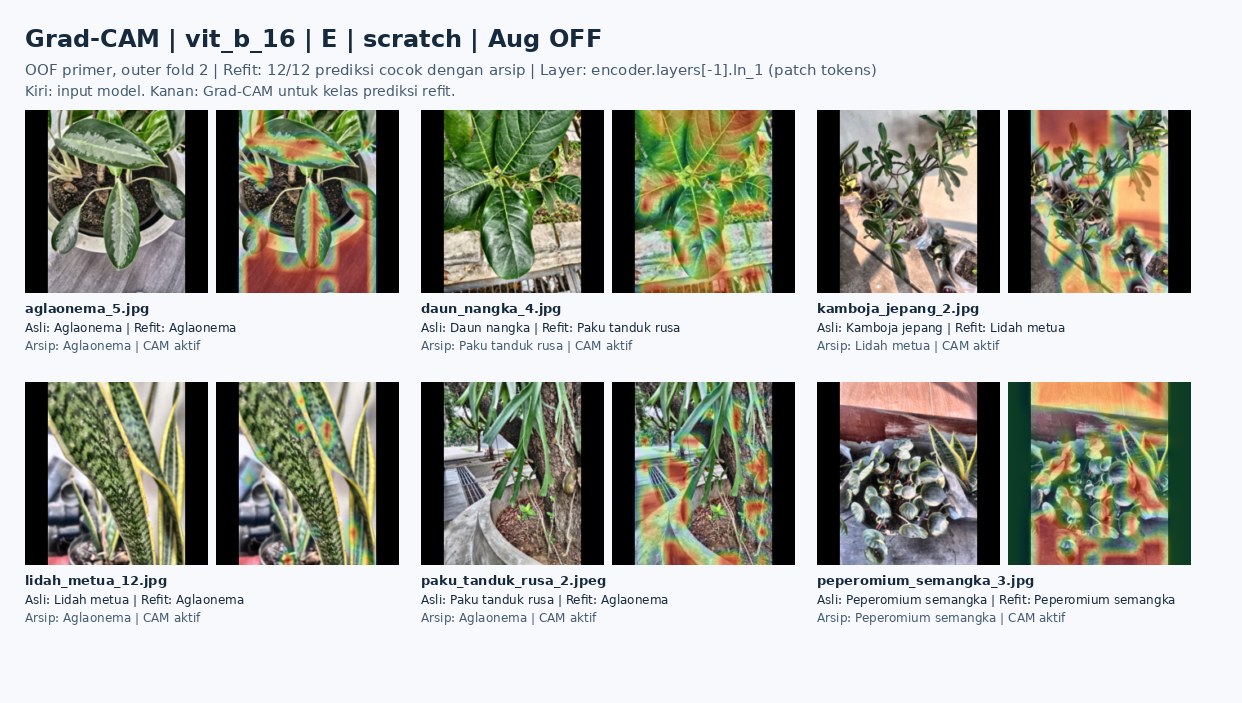 Grad-CAM | vit_b_16 | E | scratch | Aug OFF
OOF primer, outer fold 2 | Refit: 12/12 prediksi cocok dengan arsip | Layer: encoder.layers[-1].ln_1 (patch tokens)
Kiri: input model. Kanan: Grad-CAM untuk kelas prediksi refit.
aglaonema_5.jpg
Asli: Aglaonema | Refit: Aglaonema
Arsip: Aglaonema | CAM aktif
daun_nangka_4.jpg
Asli: Daun nangka | Refit: Paku tanduk rusa
Arsip: Paku tanduk rusa | CAM aktif
kamboja_jepang_2.jpg
Asli: Kamboja jepang | Refit: Lidah metua
Arsip: Lidah metua | CAM aktif
lidah_metua_12.jpg
Asli: Lidah metua | Refit: Aglaonema
Arsip: Aglaonema | CAM aktif
paku_tanduk_rusa_2.jpeg
Asli: Paku tanduk rusa | Refit: Aglaonema
Arsip: Aglaonema | CAM aktif
peperomium_semangka_3.jpg
Asli: Peperomium semangka | Refit: Peperomium semangka
Arsip: Peperomium semangka | CAM aktif